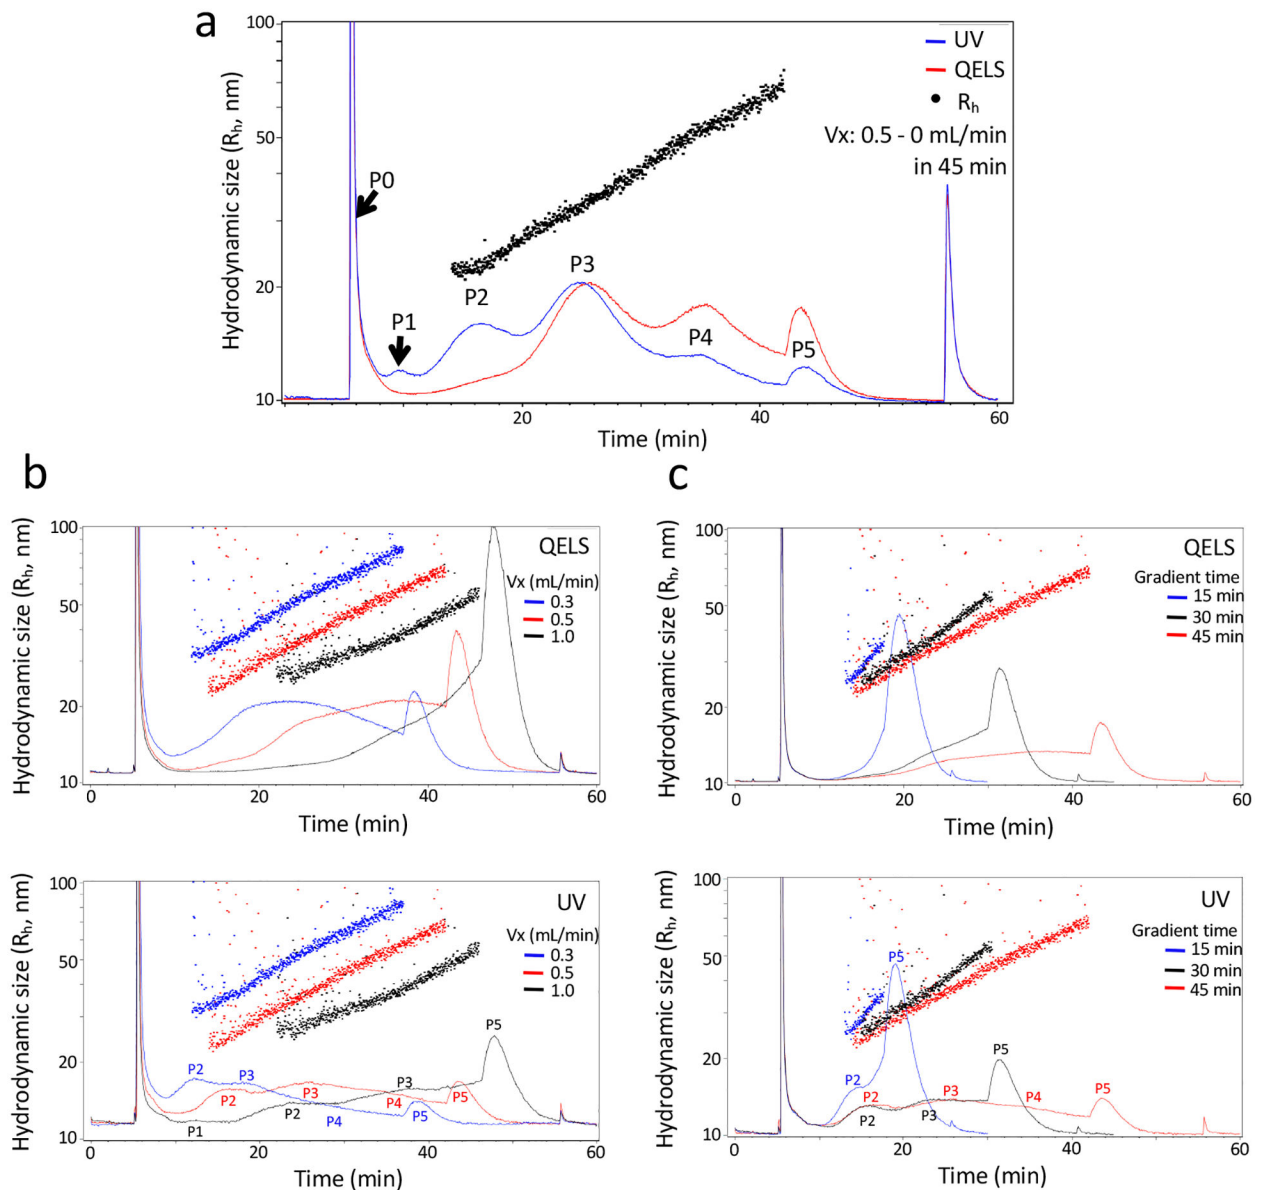 a
Hydrodynamic size (Rh, nm)
100
50
20
10
UV
QELS
Rh
Vx: 0.5 - 0 mL/min
in 45 min
P0
P1
P2
P3
P4
P5
20
40
60
Time (min)
b
Hydrodynamic size (Rh, nm)
100
50
20
10
QELS
Vx (mL/min)
0.3
0.5
1.0
0
20
40
60
Time (min)
Hydrodynamic size (Rh, nm)
100
50
20
10
UV
Vx (mL/min)
0.3
0.5
1.0
P2
P3
P4
P5
P2
P3
P4
P5
P1
P2
P3
P5
0
20
40
60
Time (min)
c
Hydrodynamic size (Rh, nm)
100
50
20
10
QELS
Gradient time
15 min
30 min
45 min
0
20
40
60
Time (min)
Hydrodynamic size (Rh, nm)
100
50
20
10
UV
Gradient time
15 min
30 min
45 min
P2
P5
P2
P3
P5
P2
P3
P4
P5
0
20
40
60
Time (min)